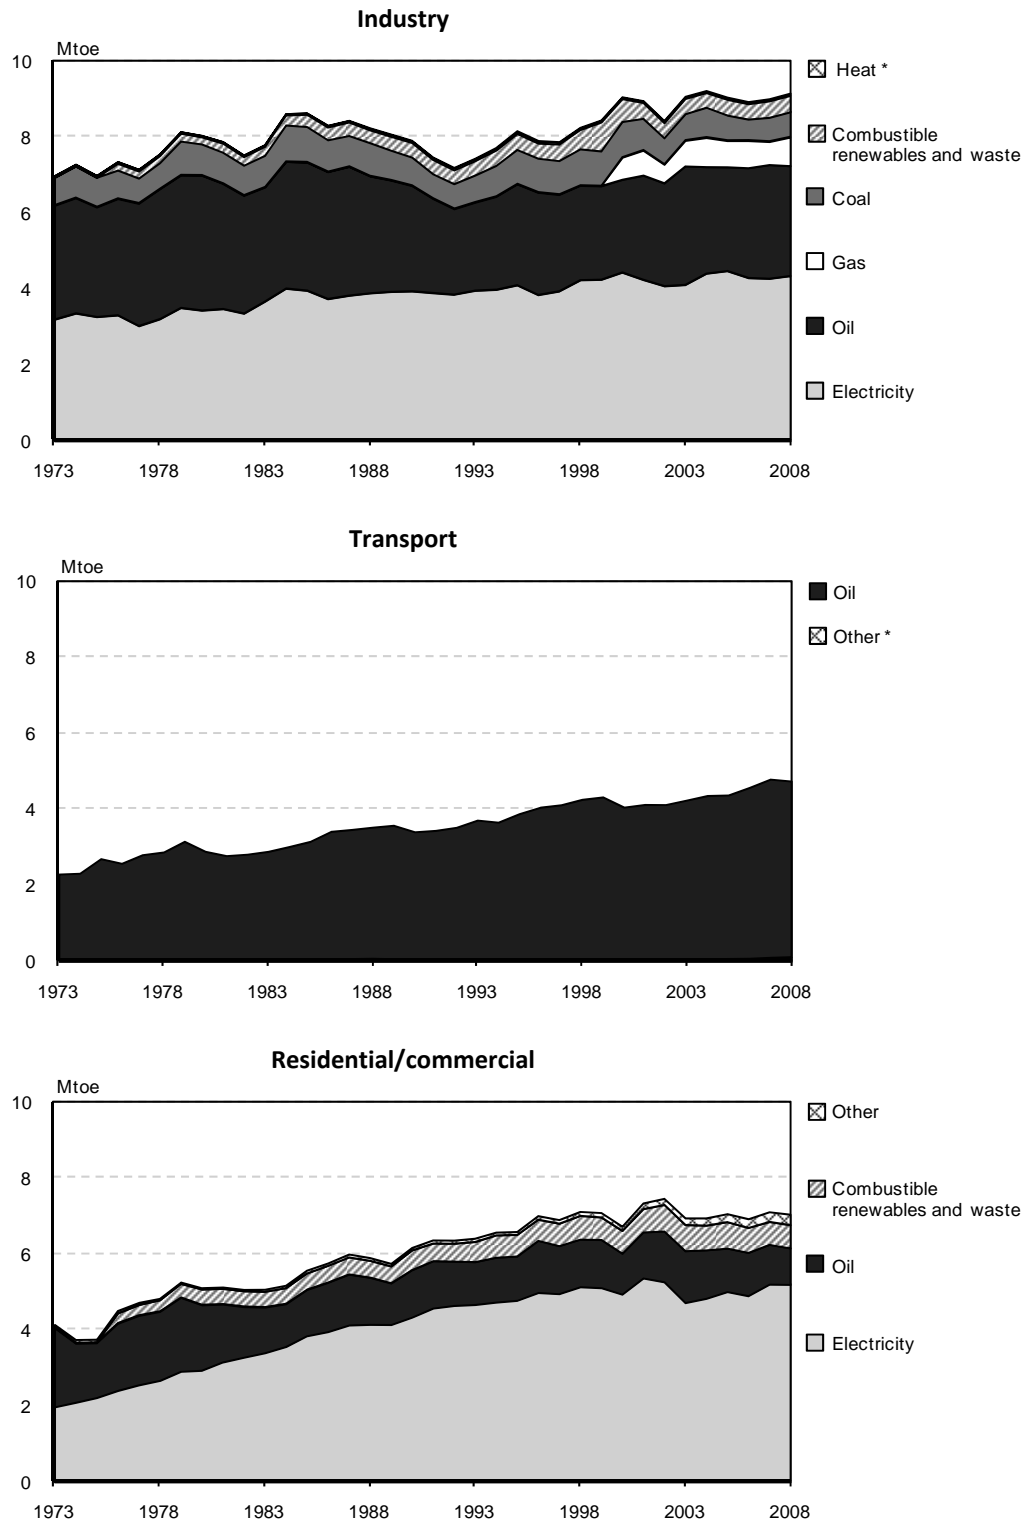 Industry
Mtoe
10
8
6
4
2
0
1973 1978 1983 1988 1993 1998 2003 2008
Heat *
Combustible
renewables and waste
Coal
Gas
Oil
Electricity
Transport
Mtoe
10
8
6
4
2
0
1973 1978 1983 1988 1993 1998 2003 2008
Oil
Other *
Residential/commercial
Mtoe
10
8
6
4
2
0
1973 1978 1983 1988 1993 1998 2003 2008
Other
Combustible
renewables and waste
Oil
Electricity